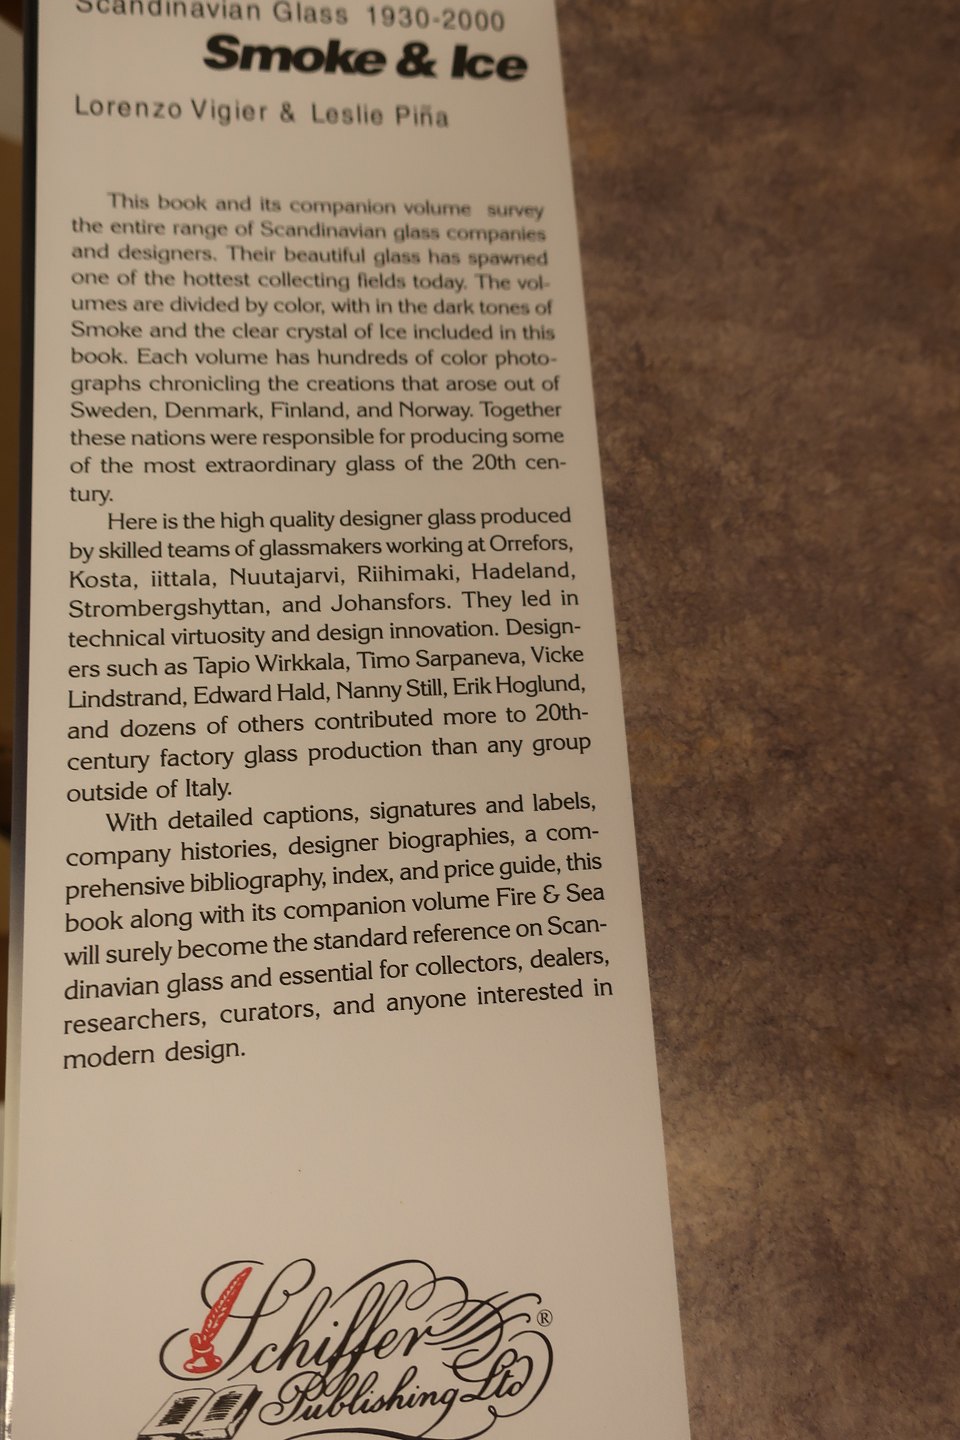 Scandinavian Glass 1930-2000
Smoke & Ice
Lorenzo Vigier & Leslie Piña
This book and its companion volume survey
the entire range of Scandinavian glass companies
and designers. Their beautiful glass has spawned
one of the hottest collecting fields today. The vol-
umes are divided by color, with in the dark tones of
Smoke and the clear crystal of Ice included in this
book. Each volume has hundreds of color photo-
graphs chronicling the creations that arose out of
Sweden, Denmark, Finland, and Norway. Together
these nations were responsible for producing some
of the most extraordinary glass of the 20th cen-
tury.
Here is the high quality designer glass produced
by skilled teams of glassmakers working at Orrefors,
Kosta, iittala, Nuutajarvi, Riihimaki, Hadeland,
Strombergshyttan, and Johansfors. They led in
technical virtuosity and design innovation. Design-
ers such as Tapio Wirkkala, Timo Sarpaneva, Vicke
Lindstrand, Edward Hald, Nanny Still, Erik Hoglund,
and dozens of others contributed more to 20th-
century factory glass production than any group
outside of Italy.
With detailed captions, signatures and labels,
company histories, designer biographies, a com-
prehensive bibliography, index, and price guide, this
book along with its companion volume Fire & Sea
will surely become the standard reference on Scan-
dinavian glass and essential for collectors, dealers,
researchers, curators, and anyone interested in
modern design.
Schiffer ®
Publishing Ltd